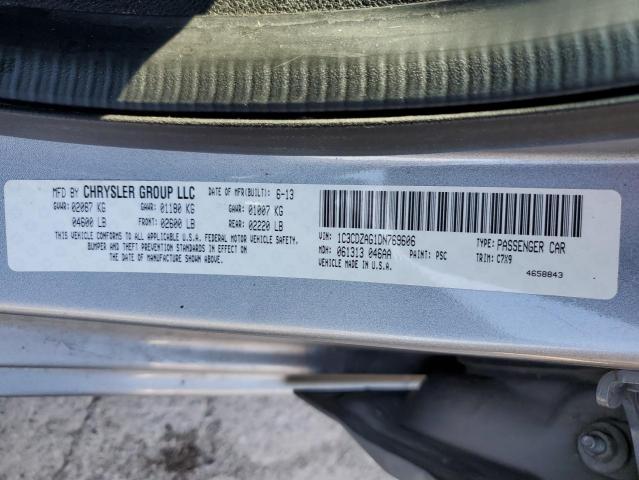 MFD BY CHRYSLER GROUP LLC DATE OF MFR(BUILT): 6-13
GVWR: 02087 KG GAWR: 01180 KG GAWR: 01007 KG
04600 LB FRONT: 02600 LB REAR: 02220 LB
THIS VEHICLE CONFORMS TO ALL APPLICABLE U.S.A. FEDERAL MOTOR VEHICLE SAFETY,
BUMPER AND THEFT PREVENTION STANDARDS IN EFFECT ON
THE DATE OF MANUFACTURE SHOWN ABOVE.
VIN: 1C3CDZAG1DN769606 TYPE: PASSENGER CAR
MDH: 061313 046AA PAINT: PSC TRIM: C7X9
VEHICLE MADE IN U.S.A.
4658843